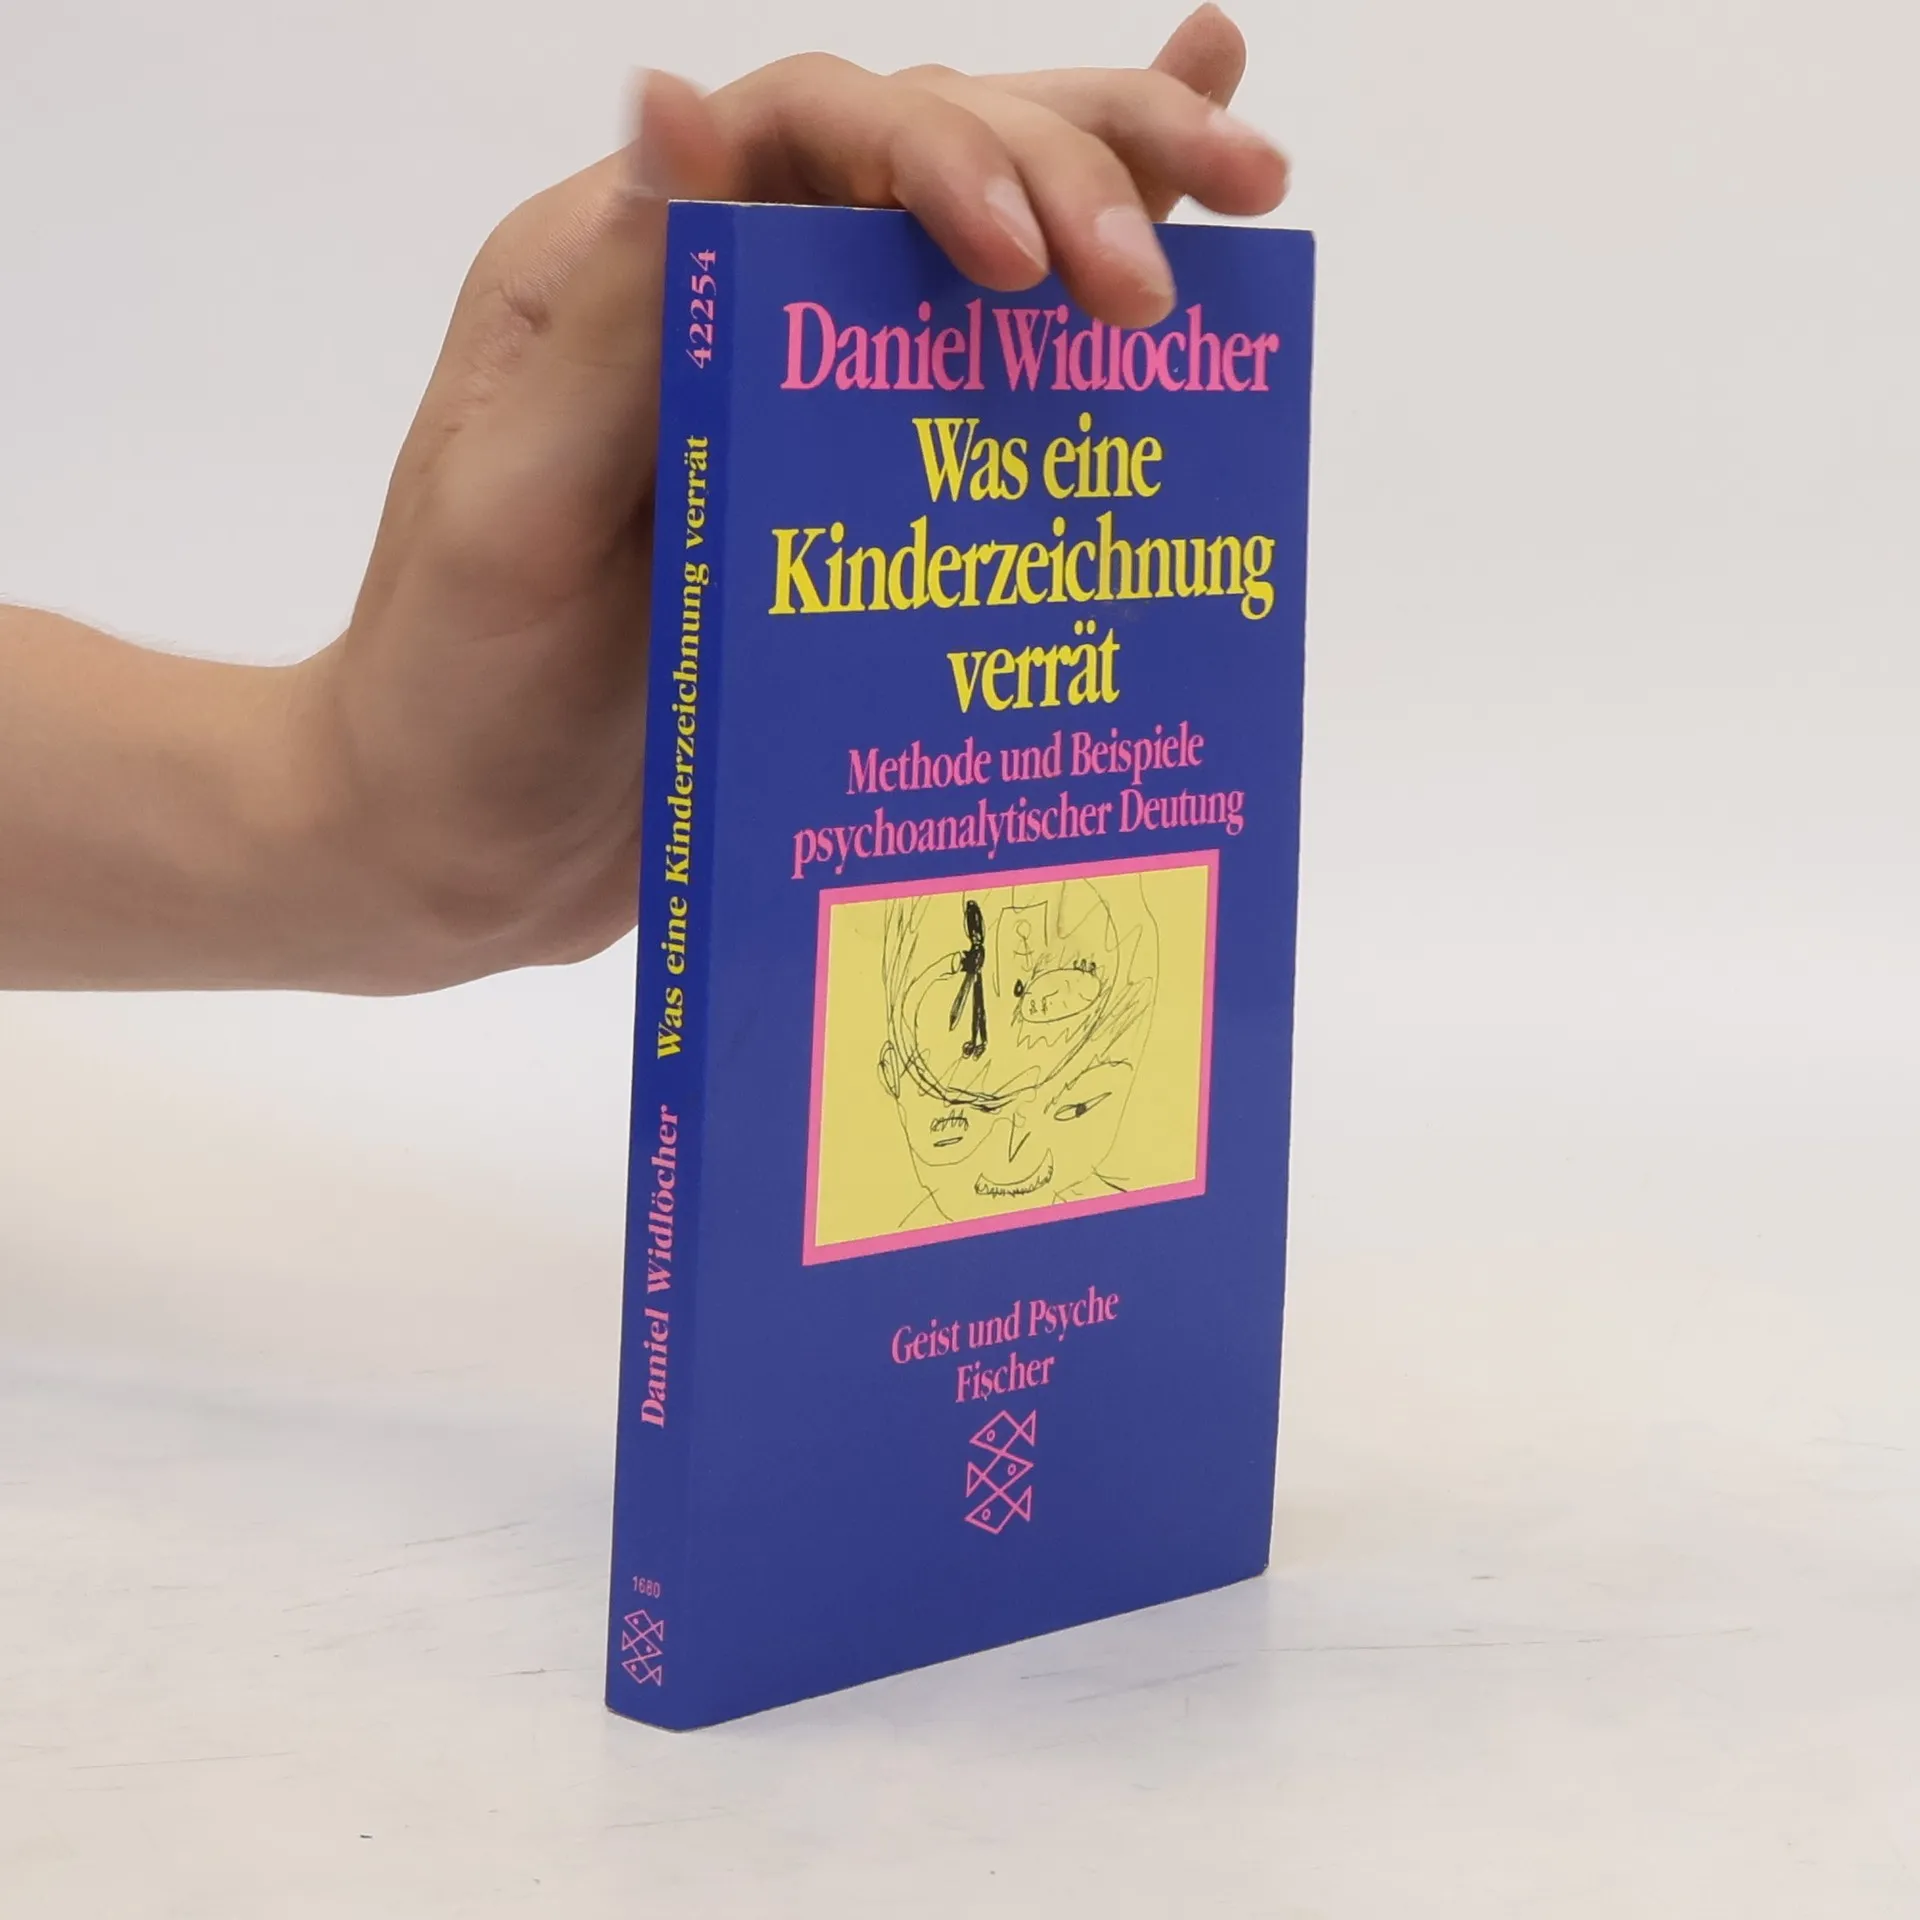 Daniel Widlöcher
Was eine
Kinderzeichnung
verrät
Methode und Beispiele
psychoanalytischer Deutung
Geist und Psyche
Fischer
Daniel Widlöcher Was eine Kinderzeichnung verrät 42254
1680